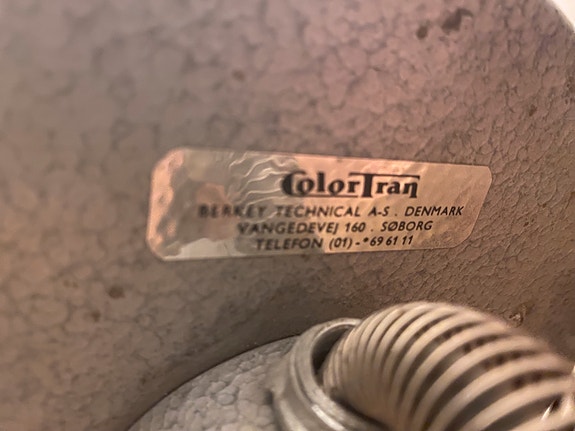 ColorTran
BERKEY TECHNICAL A-S . DENMARK
VANGEDEVEJ 160 . SØBORG
TELEFON (01) - *69 61 11